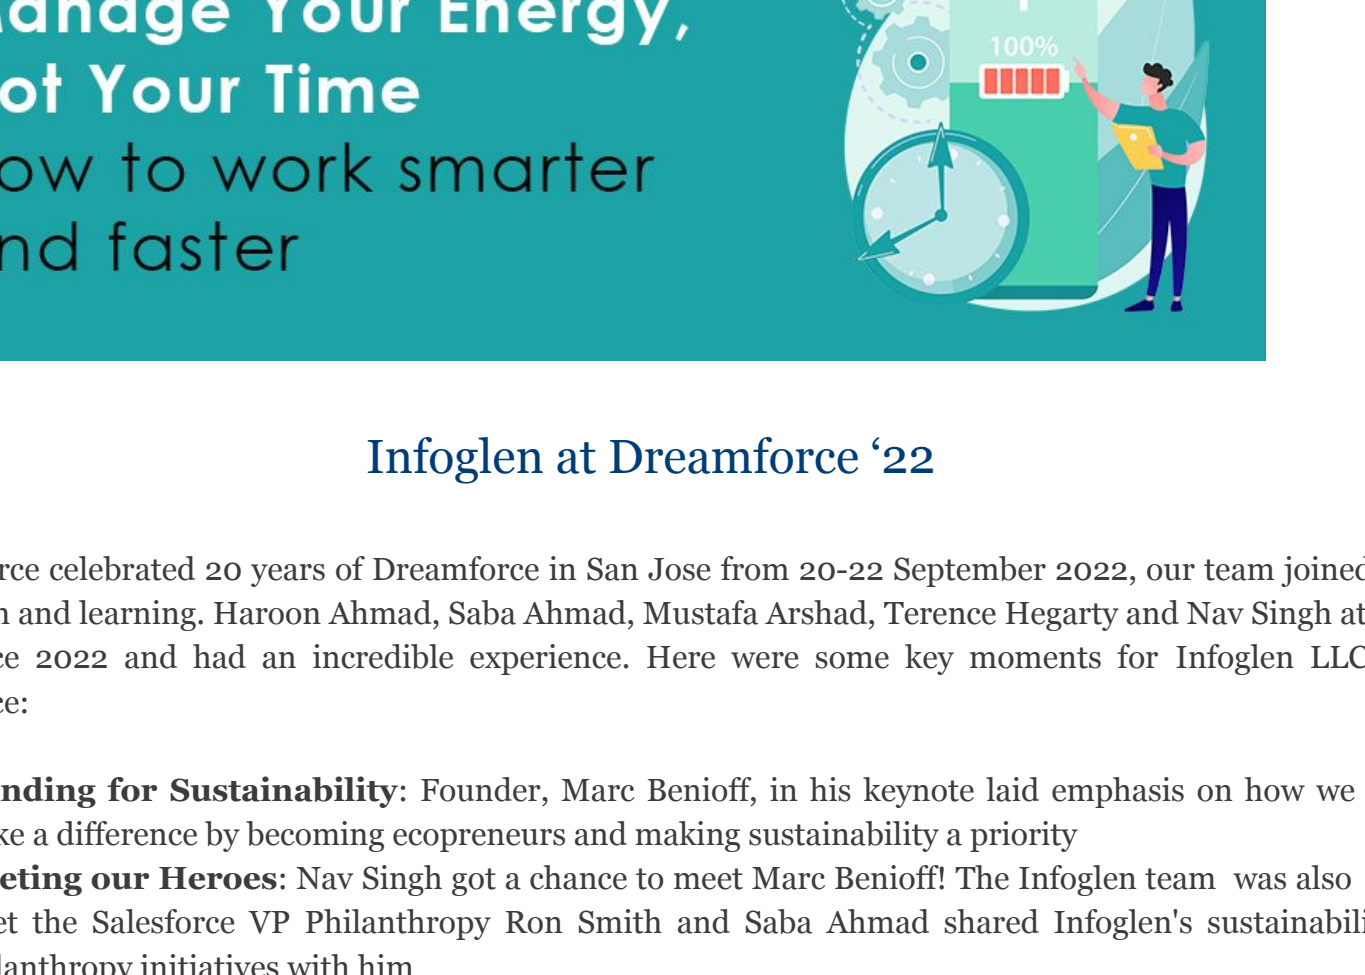 anage Your Energy,
ot Your Time
ow to work smarter
nd faster
100%
Infoglen at Dreamforce ‘22
rce celebrated 20 years of Dreamforce in San Jose from 20-22 September 2022, our team joined
n and learning. Haroon Ahmad, Saba Ahmad, Mustafa Arshad, Terence Hegarty and Nav Singh at
ce 2022 and had an incredible experience. Here were some key moments for Infoglen LLC
ce:
nding for Sustainability: Founder, Marc Benioff, in his keynote laid emphasis on how we
ke a difference by becoming ecopreneurs and making sustainability a priority
eting our Heroes: Nav Singh got a chance to meet Marc Benioff! The Infoglen team was also
et the Salesforce VP Philanthropy Ron Smith and Saba Ahmad shared Infoglen's sustainabili
lanthropy initiatives with him